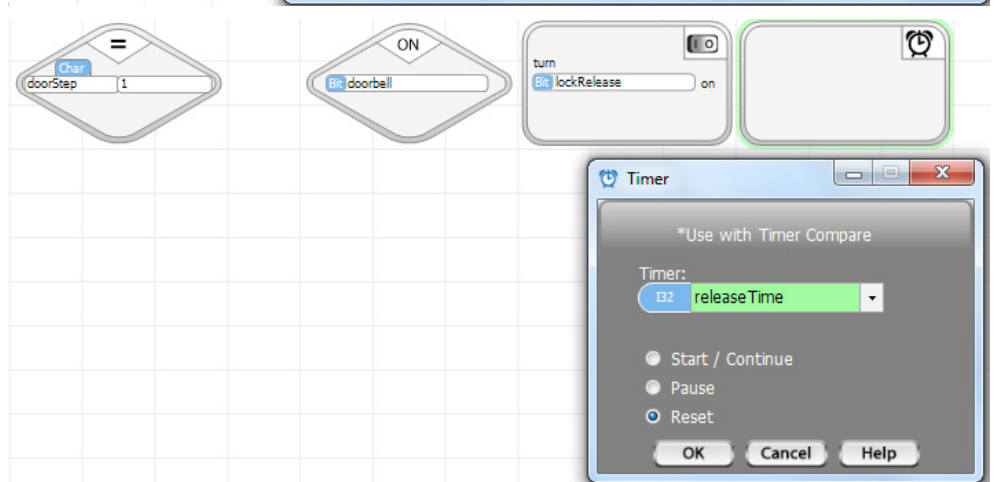 =
Char
doorStep 1
ON
Bit doorbell
I O
turn
Bit lockRelease on
Timer
*Use with Timer Compare
Timer:
I32 releaseTime
Start / Continue
Pause
Reset
OK Cancel Help